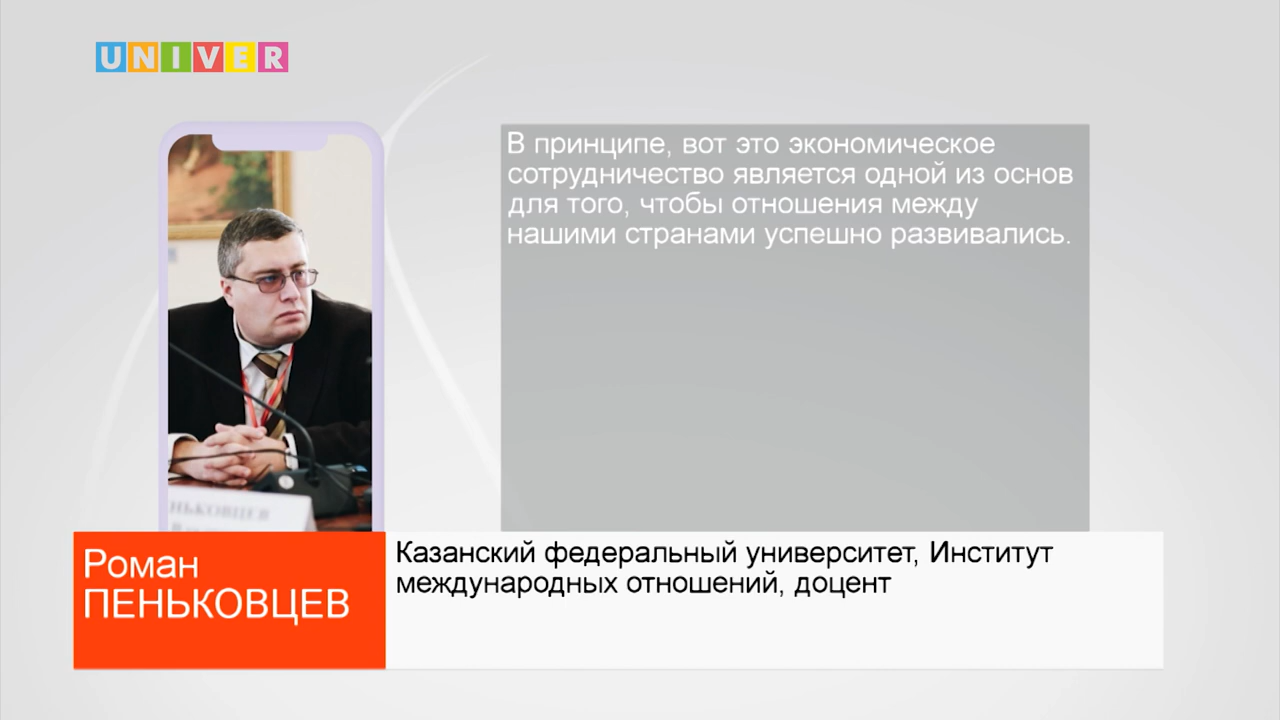 UNIVER
В принципе, вот это экономическое
сотрудничество является одной из основ
для того, чтобы отношения между
нашими странами успешно развивались.
НЬКОВЦЕВ
Роман
ПЕНЬКОВЦЕВ
Казанский федеральный университет, Институт
международных отношений, доцент